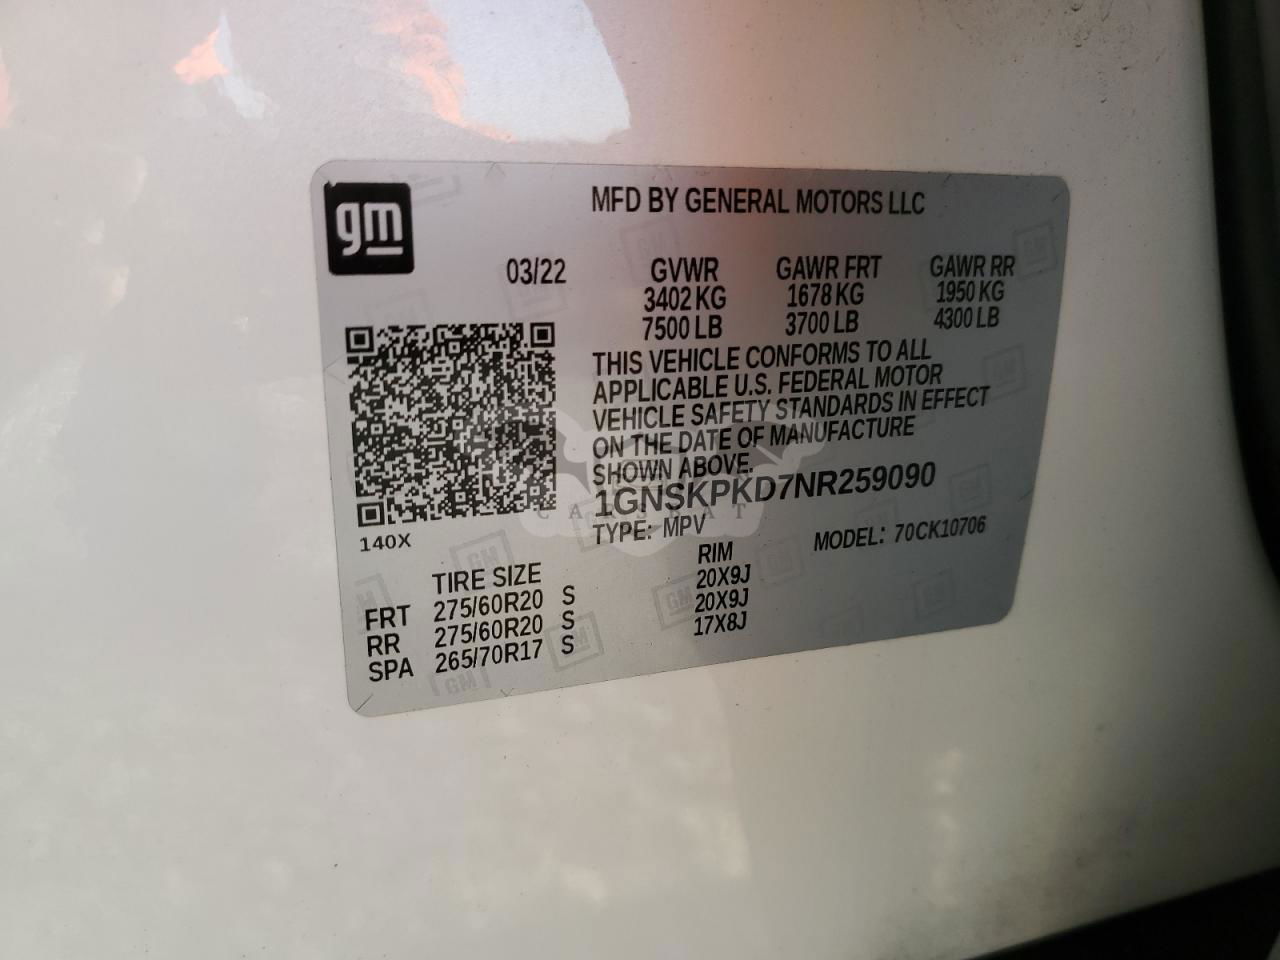 gm
MFD BY GENERAL MOTORS LLC
03/22 GVWR GAWR FRT GAWR RR
3402 KG 1678 KG 1950 KG
7500 LB 3700 LB 4300 LB
THIS VEHICLE CONFORMS TO ALL
APPLICABLE U.S. FEDERAL MOTOR
VEHICLE SAFETY STANDARDS IN EFFECT
ON THE DATE OF MANUFACTURE
SHOWN ABOVE.
1GNSKPKD7NR259090
TYPE: MPV MODEL: 70CK10706
140X
TIRE SIZE RIM
FRT 275/60R20 S 20X9J
RR 275/60R20 S 20X9J
SPA 265/70R17 S 17X8J